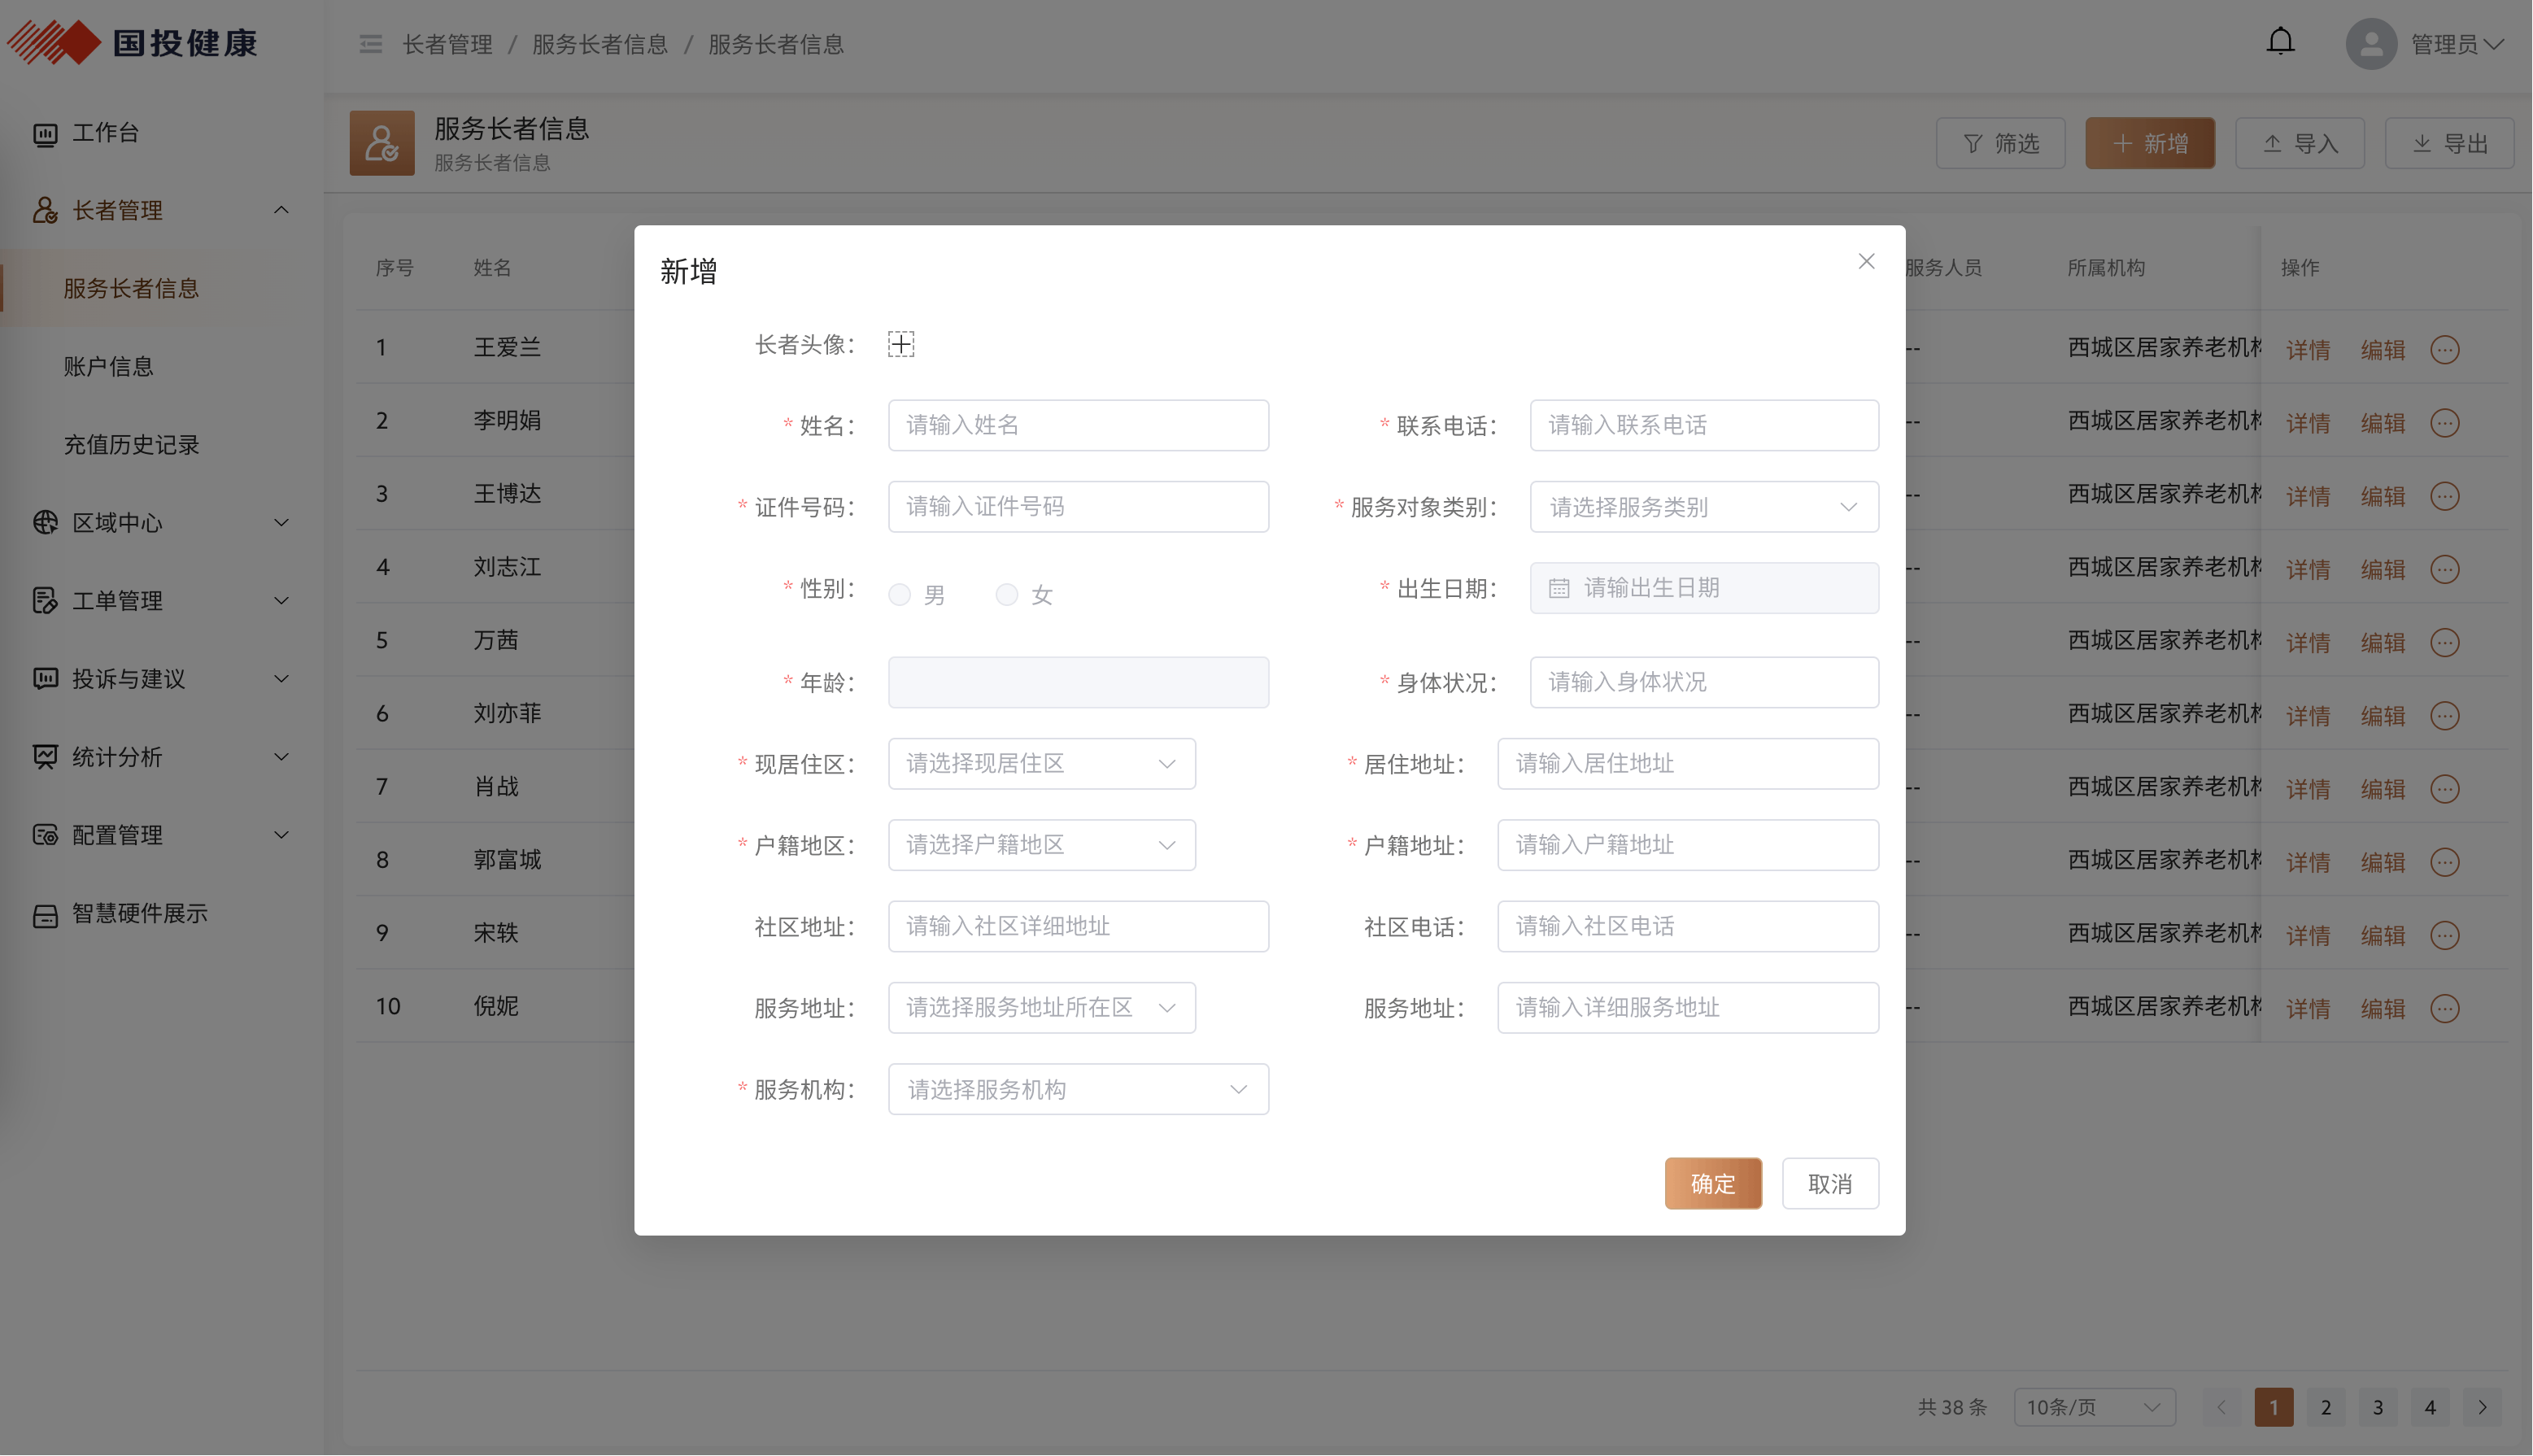 国投健康
长者管理 / 服务长者信息 / 服务长者信息
管理员
工作台
长者管理
服务长者信息
账户信息
充值历史记录
区域中心
工单管理
投诉与建议
统计分析
配置管理
智慧硬件展示
服务长者信息
服务长者信息
筛选
新增
导入
导出
序号 姓名 服务人员 所属机构 操作
1 王爱兰 -- 西城区居家养老机构 详情 编辑
2 李明娟 -- 西城区居家养老机构 详情 编辑
3 王博达 -- 西城区居家养老机构 详情 编辑
4 刘志江 -- 西城区居家养老机构 详情 编辑
5 万茜 -- 西城区居家养老机构 详情 编辑
6 刘亦菲 -- 西城区居家养老机构 详情 编辑
7 肖战 -- 西城区居家养老机构 详情 编辑
8 郭富城 -- 西城区居家养老机构 详情 编辑
9 宋轶 -- 西城区居家养老机构 详情 编辑
10 倪妮 -- 西城区居家养老机构 详情 编辑
新增
长者头像：
* 姓名： 请输入姓名 * 联系电话： 请输入联系电话
* 证件号码： 请输入证件号码 * 服务对象类别： 请选择服务类别
* 性别： 男 女 * 出生日期： 请输出生日期
* 年龄： * 身体状况： 请输入身体状况
* 现居住区： 请选择现居住区 * 居住地址： 请输入居住地址
* 户籍地区： 请选择户籍地区 * 户籍地址： 请输入户籍地址
社区地址： 请输入社区详细地址 社区电话： 请输入社区电话
服务地址： 请选择服务地址所在区 服务地址： 请输入详细服务地址
* 服务机构： 请选择服务机构
确定 取消
共 38 条 10条/页 1 2 3 4